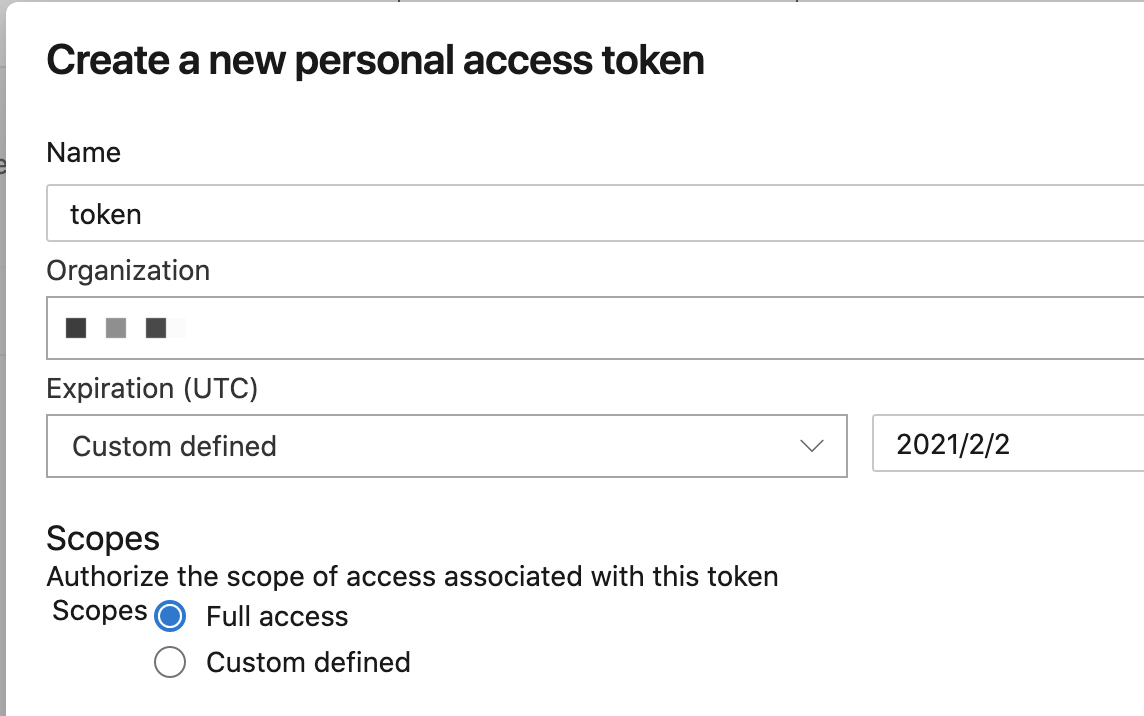 Create a new personal access token
Name
token
Organization
Expiration (UTC)
Custom defined
2021/2/2
Scopes
Authorize the scope of access associated with this token
Scopes Full access
Custom defined